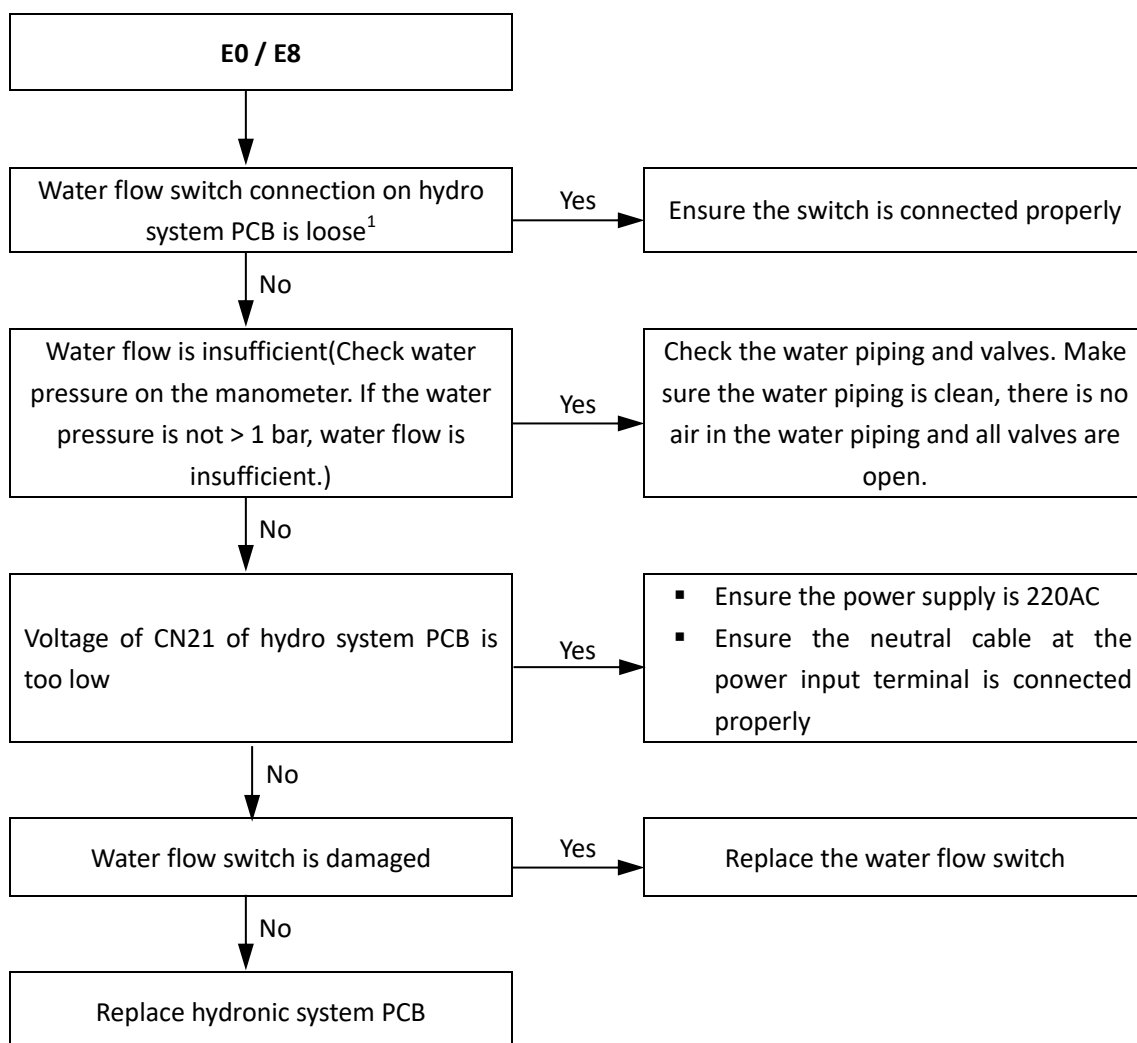 E0 / E8
Water flow switch connection on hydro
system PCB is loose1
Yes
Ensure the switch is connected properly
No
Water flow is insufficient(Check water
pressure on the manometer. If the water
pressure is not > 1 bar, water flow is
insufficient.)
Yes
Check the water piping and valves. Make
sure the water piping is clean, there is no
air in the water piping and all valves are
open.
No
Voltage of CN21 of hydro system PCB is
too low
Yes
▪ Ensure the power supply is 220AC
▪ Ensure the neutral cable at the
power input terminal is connected
properly
No
Water flow switch is damaged
Yes
Replace the water flow switch
No
Replace hydronic system PCB